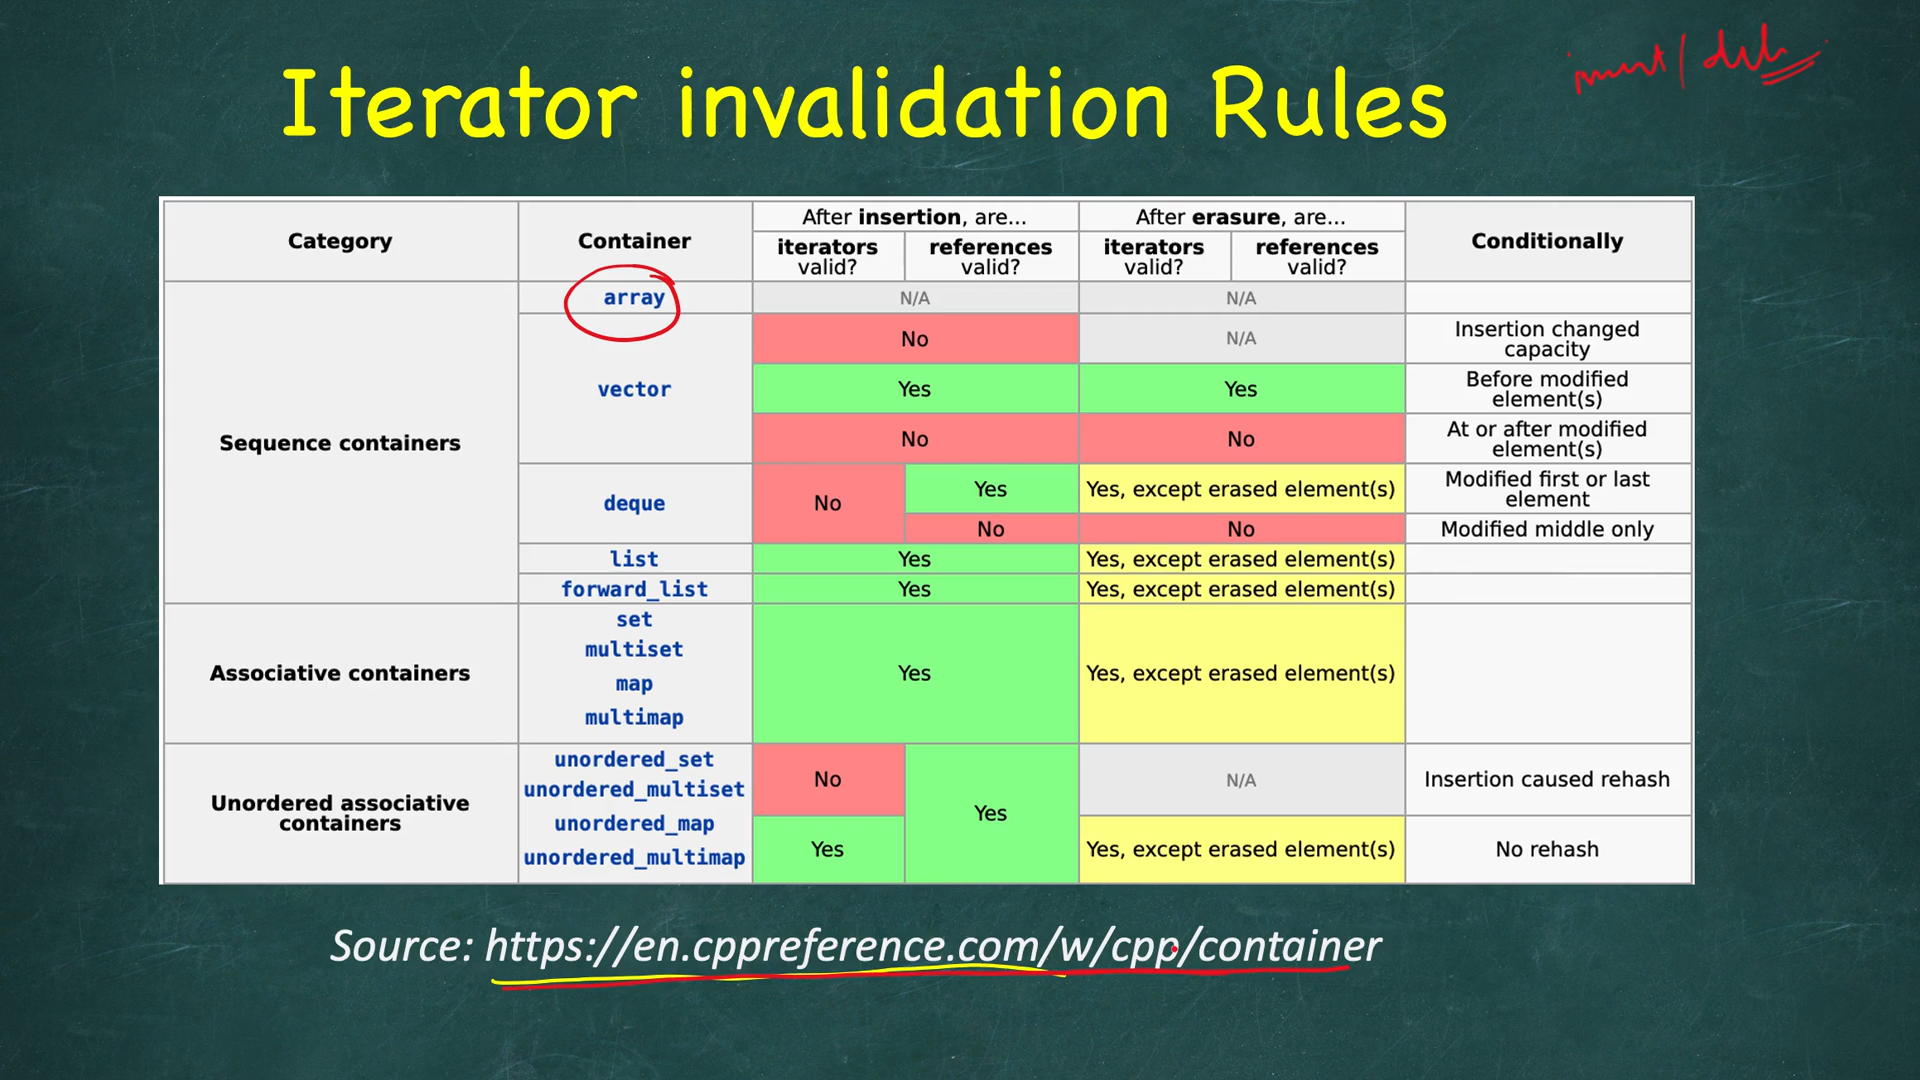 Iterator invalidation Rules
Category
Container
After insertion, are...
After erasure, are...
Conditionally
iterators valid?
references valid?
iterators valid?
references valid?
Sequence containers
array
N/A
N/A
vector
No
N/A
Insertion changed
capacity
Yes
Yes
Before modified
element(s)
No
No
At or after modified
element(s)
deque
No
Yes
Yes, except erased element(s)
Modified first or last
element
No
No
Modified middle only
list
Yes
Yes, except erased element(s)
forward_list
Yes
Yes, except erased element(s)
Associative containers
set
multiset
map
multimap
Yes
Yes, except erased element(s)
Unordered associative
containers
unordered_set
unordered_multiset
unordered_map
unordered_multimap
No
Yes
N/A
Insertion caused rehash
Yes
Yes, except erased element(s)
No rehash
Source: https://en.cppreference.com/w/cpp/container